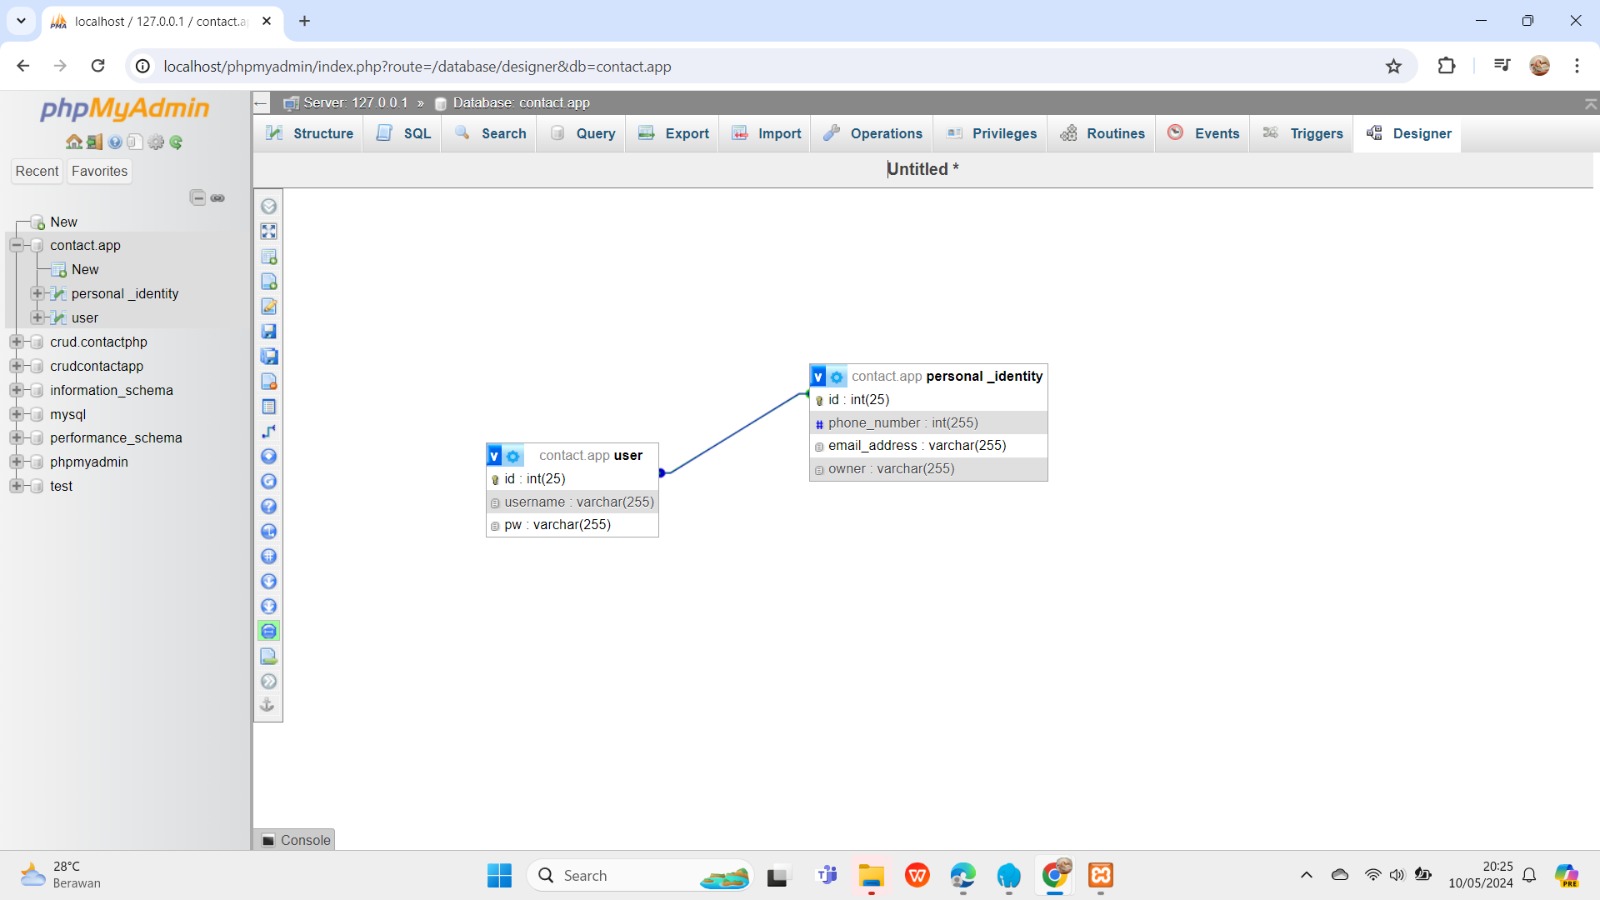 localhost / 127.0.0.1 / contact.a
localhost/phpmyadmin/index.php?route=/database/designer&db=contact.app
phpMyAdmin
Recent
Favorites
New
contact.app
New
personal _identity
user
crud.contactphp
crudcontactapp
information_schema
mysql
performance_schema
phpmyadmin
test
Server: 127.0.0.1 » Database: contact.app
Structure SQL Search Query Export Import Operations Privileges Routines Events Triggers Designer
Untitled *
contact.app personal _identity
id : int(25)
phone_number : int(255)
email_address : varchar(255)
owner : varchar(255)
contact.app user
id : int(25)
username : varchar(255)
pw : varchar(255)
Console
28°C
Berawan
Search
20:25
10/05/2024
PRE